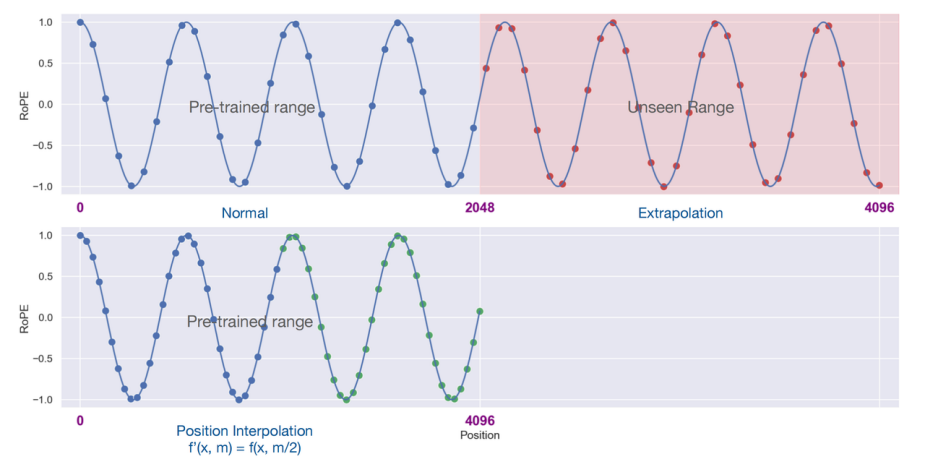 1.0
0.5
0.0
−0.5
−1.0
RoPE
Pre-trained range
Unseen Range
0
2048
4096
Normal
Extrapolation
1.0
0.5
0.0
−0.5
−1.0
RoPE
Pre-trained range
0
4096
Position
Position Interpolation
f'(x, m) = f(x, m/2)